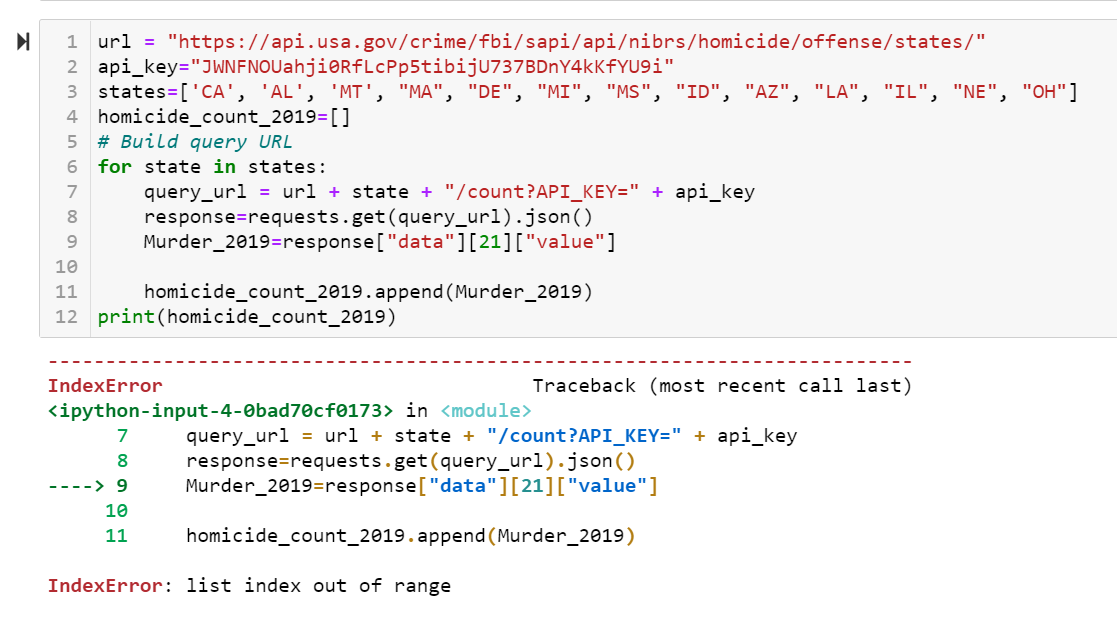 1 url = "https://api.usa.gov/crime/fbi/sapi/api/nibrs/homicide/offense/states/"
2 api_key="JWNFNOUahji0RfLcPp5tibijU737BDnY4kKfYU9i"
3 states=['CA', 'AL', 'MT', "MA", "DE", "MI", "MS", "ID", "AZ", "LA", "IL", "NE", "OH"]
4 homicide_count_2019=[]
5 # Build query URL
6 for state in states:
7     query_url = url + state + "/count?API_KEY=" + api_key
8     response=requests.get(query_url).json()
9     Murder_2019=response["data"][21]["value"]
10
11     homicide_count_2019.append(Murder_2019)
12 print(homicide_count_2019)
---------------------------------------------------------------------------
IndexError                                Traceback (most recent call last)
<ipython-input-4-0bad70cf0173> in <module>
      7     query_url = url + state + "/count?API_KEY=" + api_key
      8     response=requests.get(query_url).json()
----> 9     Murder_2019=response["data"][21]["value"]
     10
     11     homicide_count_2019.append(Murder_2019)
IndexError: list index out of range